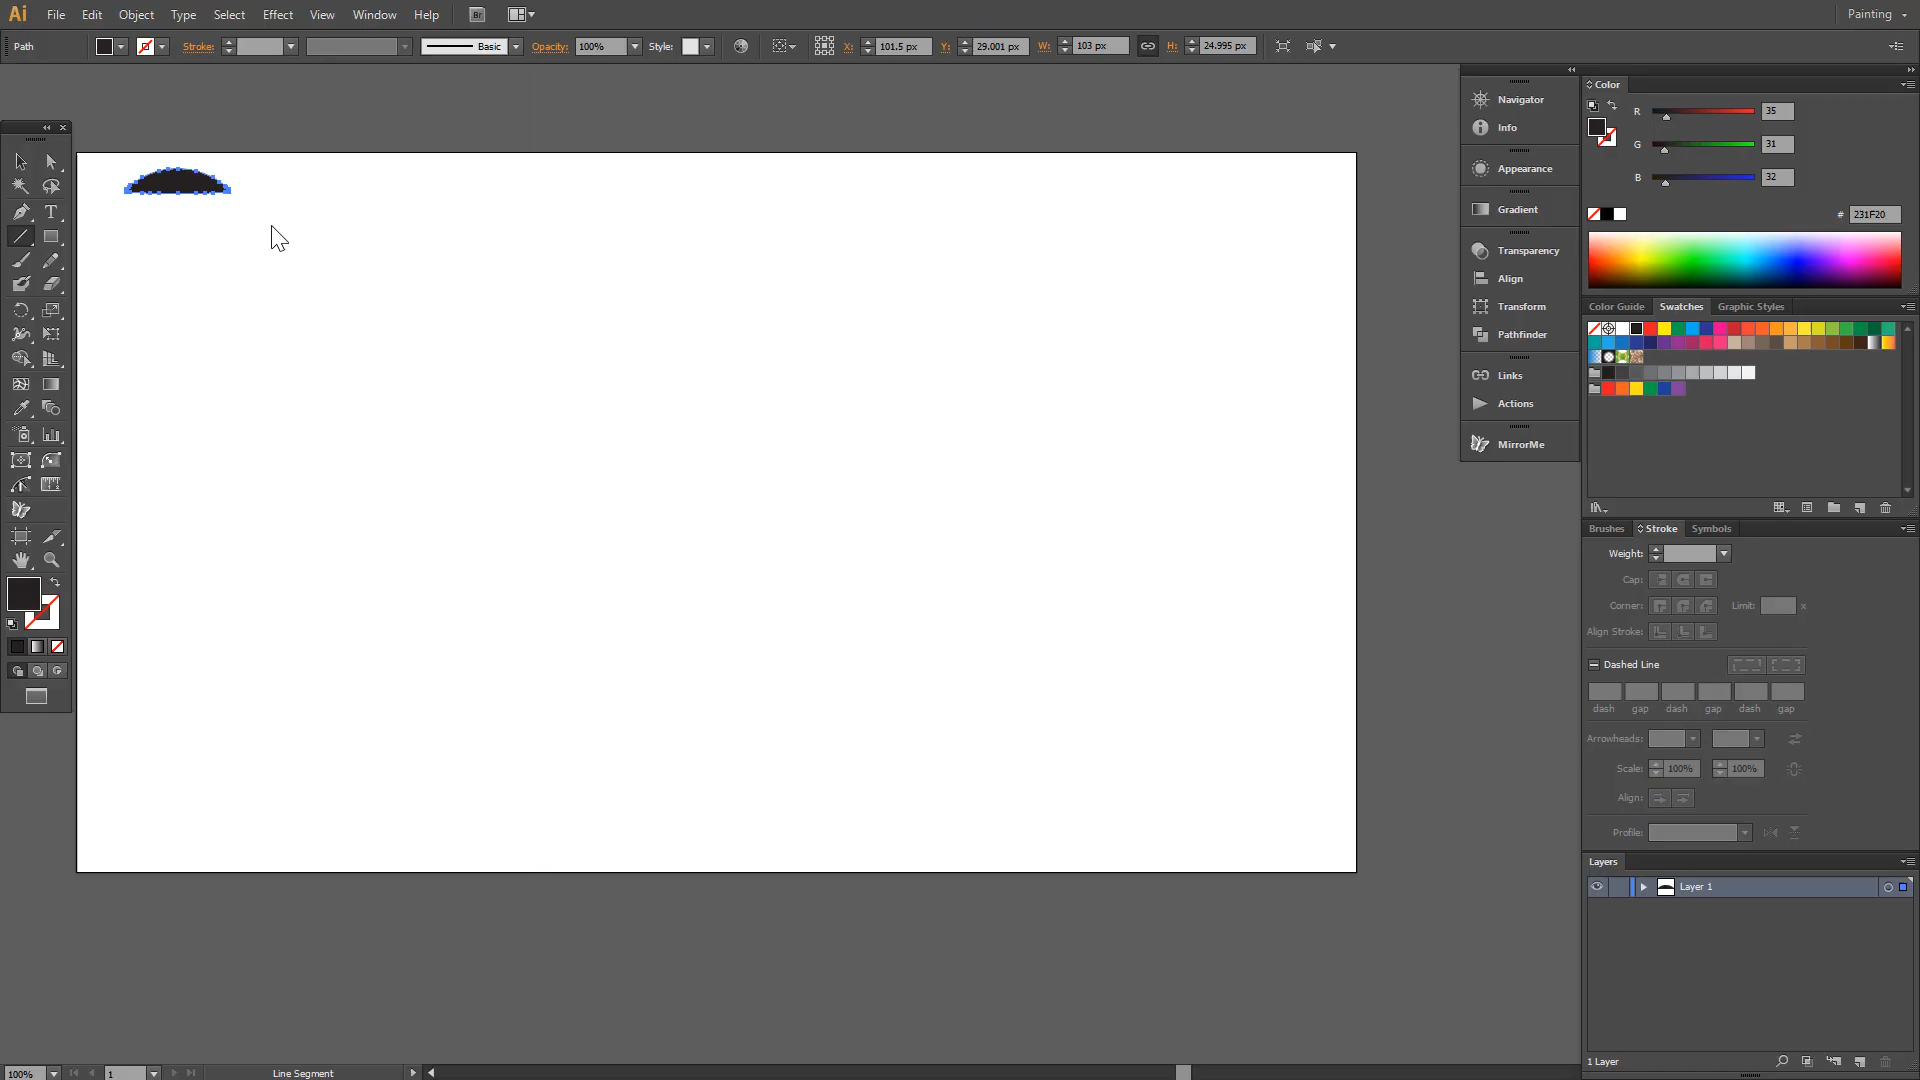 Ai File Edit Object Type Select Effect View Window Help Br Painting
Path Stroke: Basic Opacity: 100% Style: X: 101.5 px Y: 29.001 px W: 103 px H: 24.995 px
Navigator
Info
Appearance
Gradient
Transparency
Align
Transform
Pathfinder
Links
Actions
MirrorMe
Color
R 35
G 31
B 32
# 231F20
Color Guide Swatches Graphic Styles
Brushes Stroke Symbols
Weight:
Cap:
Corner: Limit: x
Align Stroke:
Dashed Line
dash gap dash gap dash gap
Arrowheads:
Scale: 100% 100%
Align:
Profile:
Layers
Layer 1
1 Layer
100% 1 Line Segment